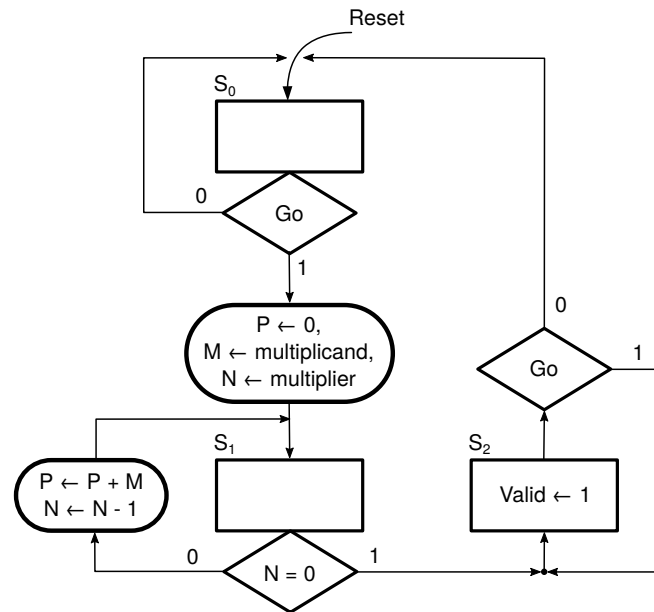 Reset
S₀
0
Go
1
P ← 0,
M ← multiplicand,
N ← multiplier
0
Go
1
S₁
S₂
P ← P + M
N ← N - 1
Valid ← 1
0
N = 0
1